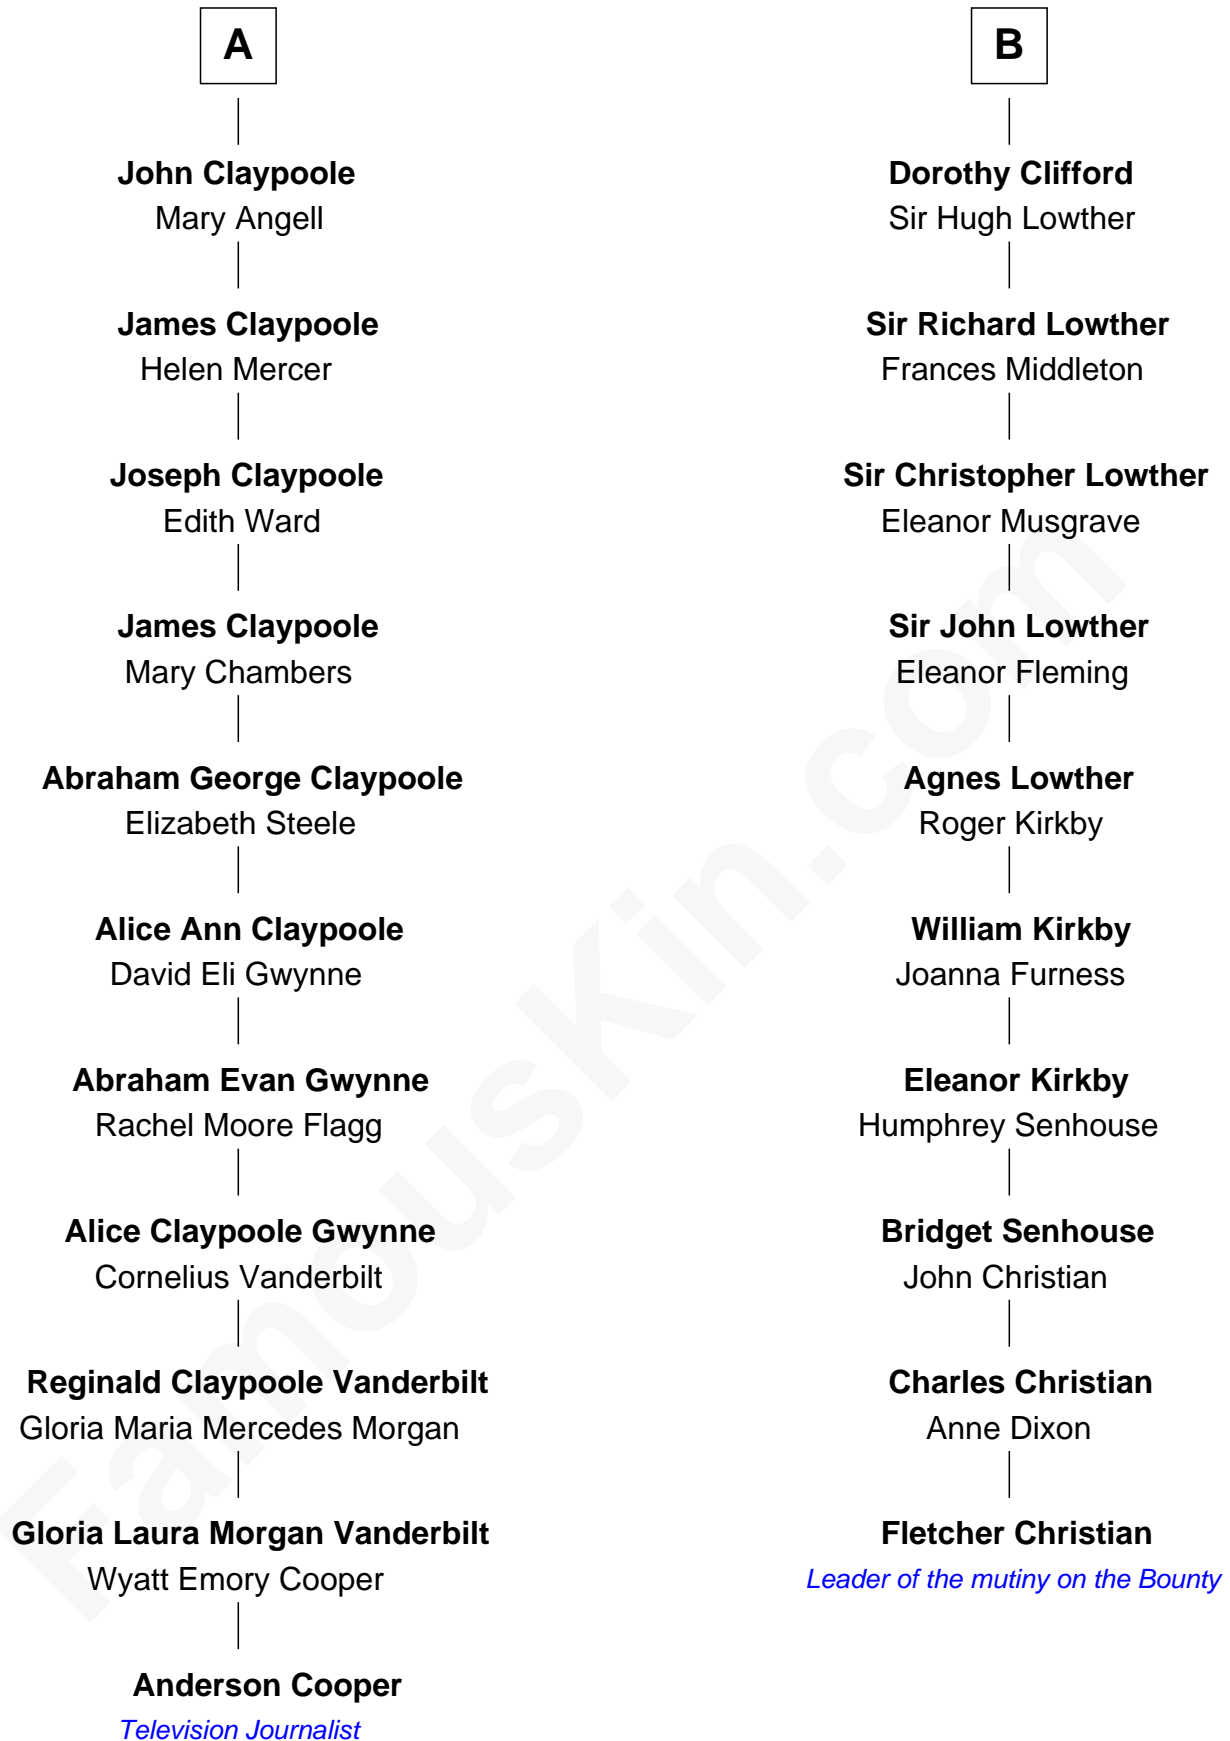 A
John Claypoole
Mary Angell
James Claypoole
Helen Mercer
Joseph Claypoole
Edith Ward
James Claypoole
Mary Chambers
Abraham George Claypoole
Elizabeth Steele
Alice Ann Claypoole
David Eli Gwynne
Abraham Evan Gwynne
Rachel Moore Flagg
Alice Claypoole Gwynne
Cornelius Vanderbilt
Reginald Claypoole Vanderbilt
Gloria Maria Mercedes Morgan
Gloria Laura Morgan Vanderbilt
Wyatt Emory Cooper
Anderson Cooper
Television Journalist
B
Dorothy Clifford
Sir Hugh Lowther
Sir Richard Lowther
Frances Middleton
Sir Christopher Lowther
Eleanor Musgrave
Sir John Lowther
Eleanor Fleming
Agnes Lowther
Roger Kirkby
William Kirkby
Joanna Furness
Eleanor Kirkby
Humphrey Senhouse
Bridget Senhouse
John Christian
Charles Christian
Anne Dixon
Fletcher Christian
Leader of the mutiny on the Bounty
FamousKin.com